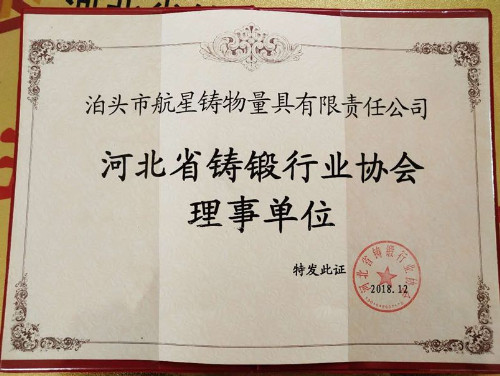 泊头市航星铸物量具有限责任公司
河北省铸锻行业协会
理事单位
特发此证
河北省铸锻行业协会
2018.12